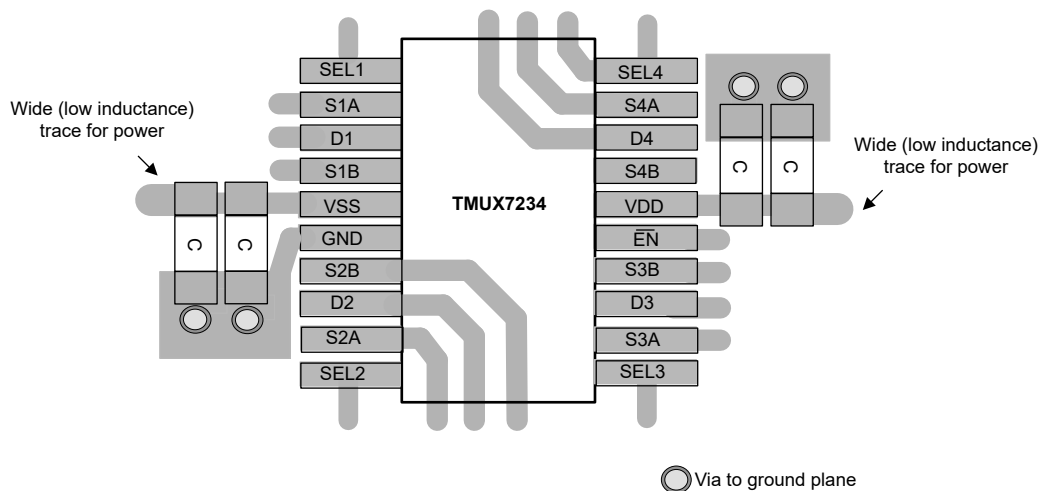 SEL1
S1A
D1
S1B
VSS
GND
S2B
D2
S2A
SEL2
TMUX7234
SEL4
S4A
D4
S4B
VDD
EN
S3B
D3
S3A
SEL3
Wide (low inductance)
trace for power
C
C
Wide (low inductance)
trace for power
C
C
Via to ground plane